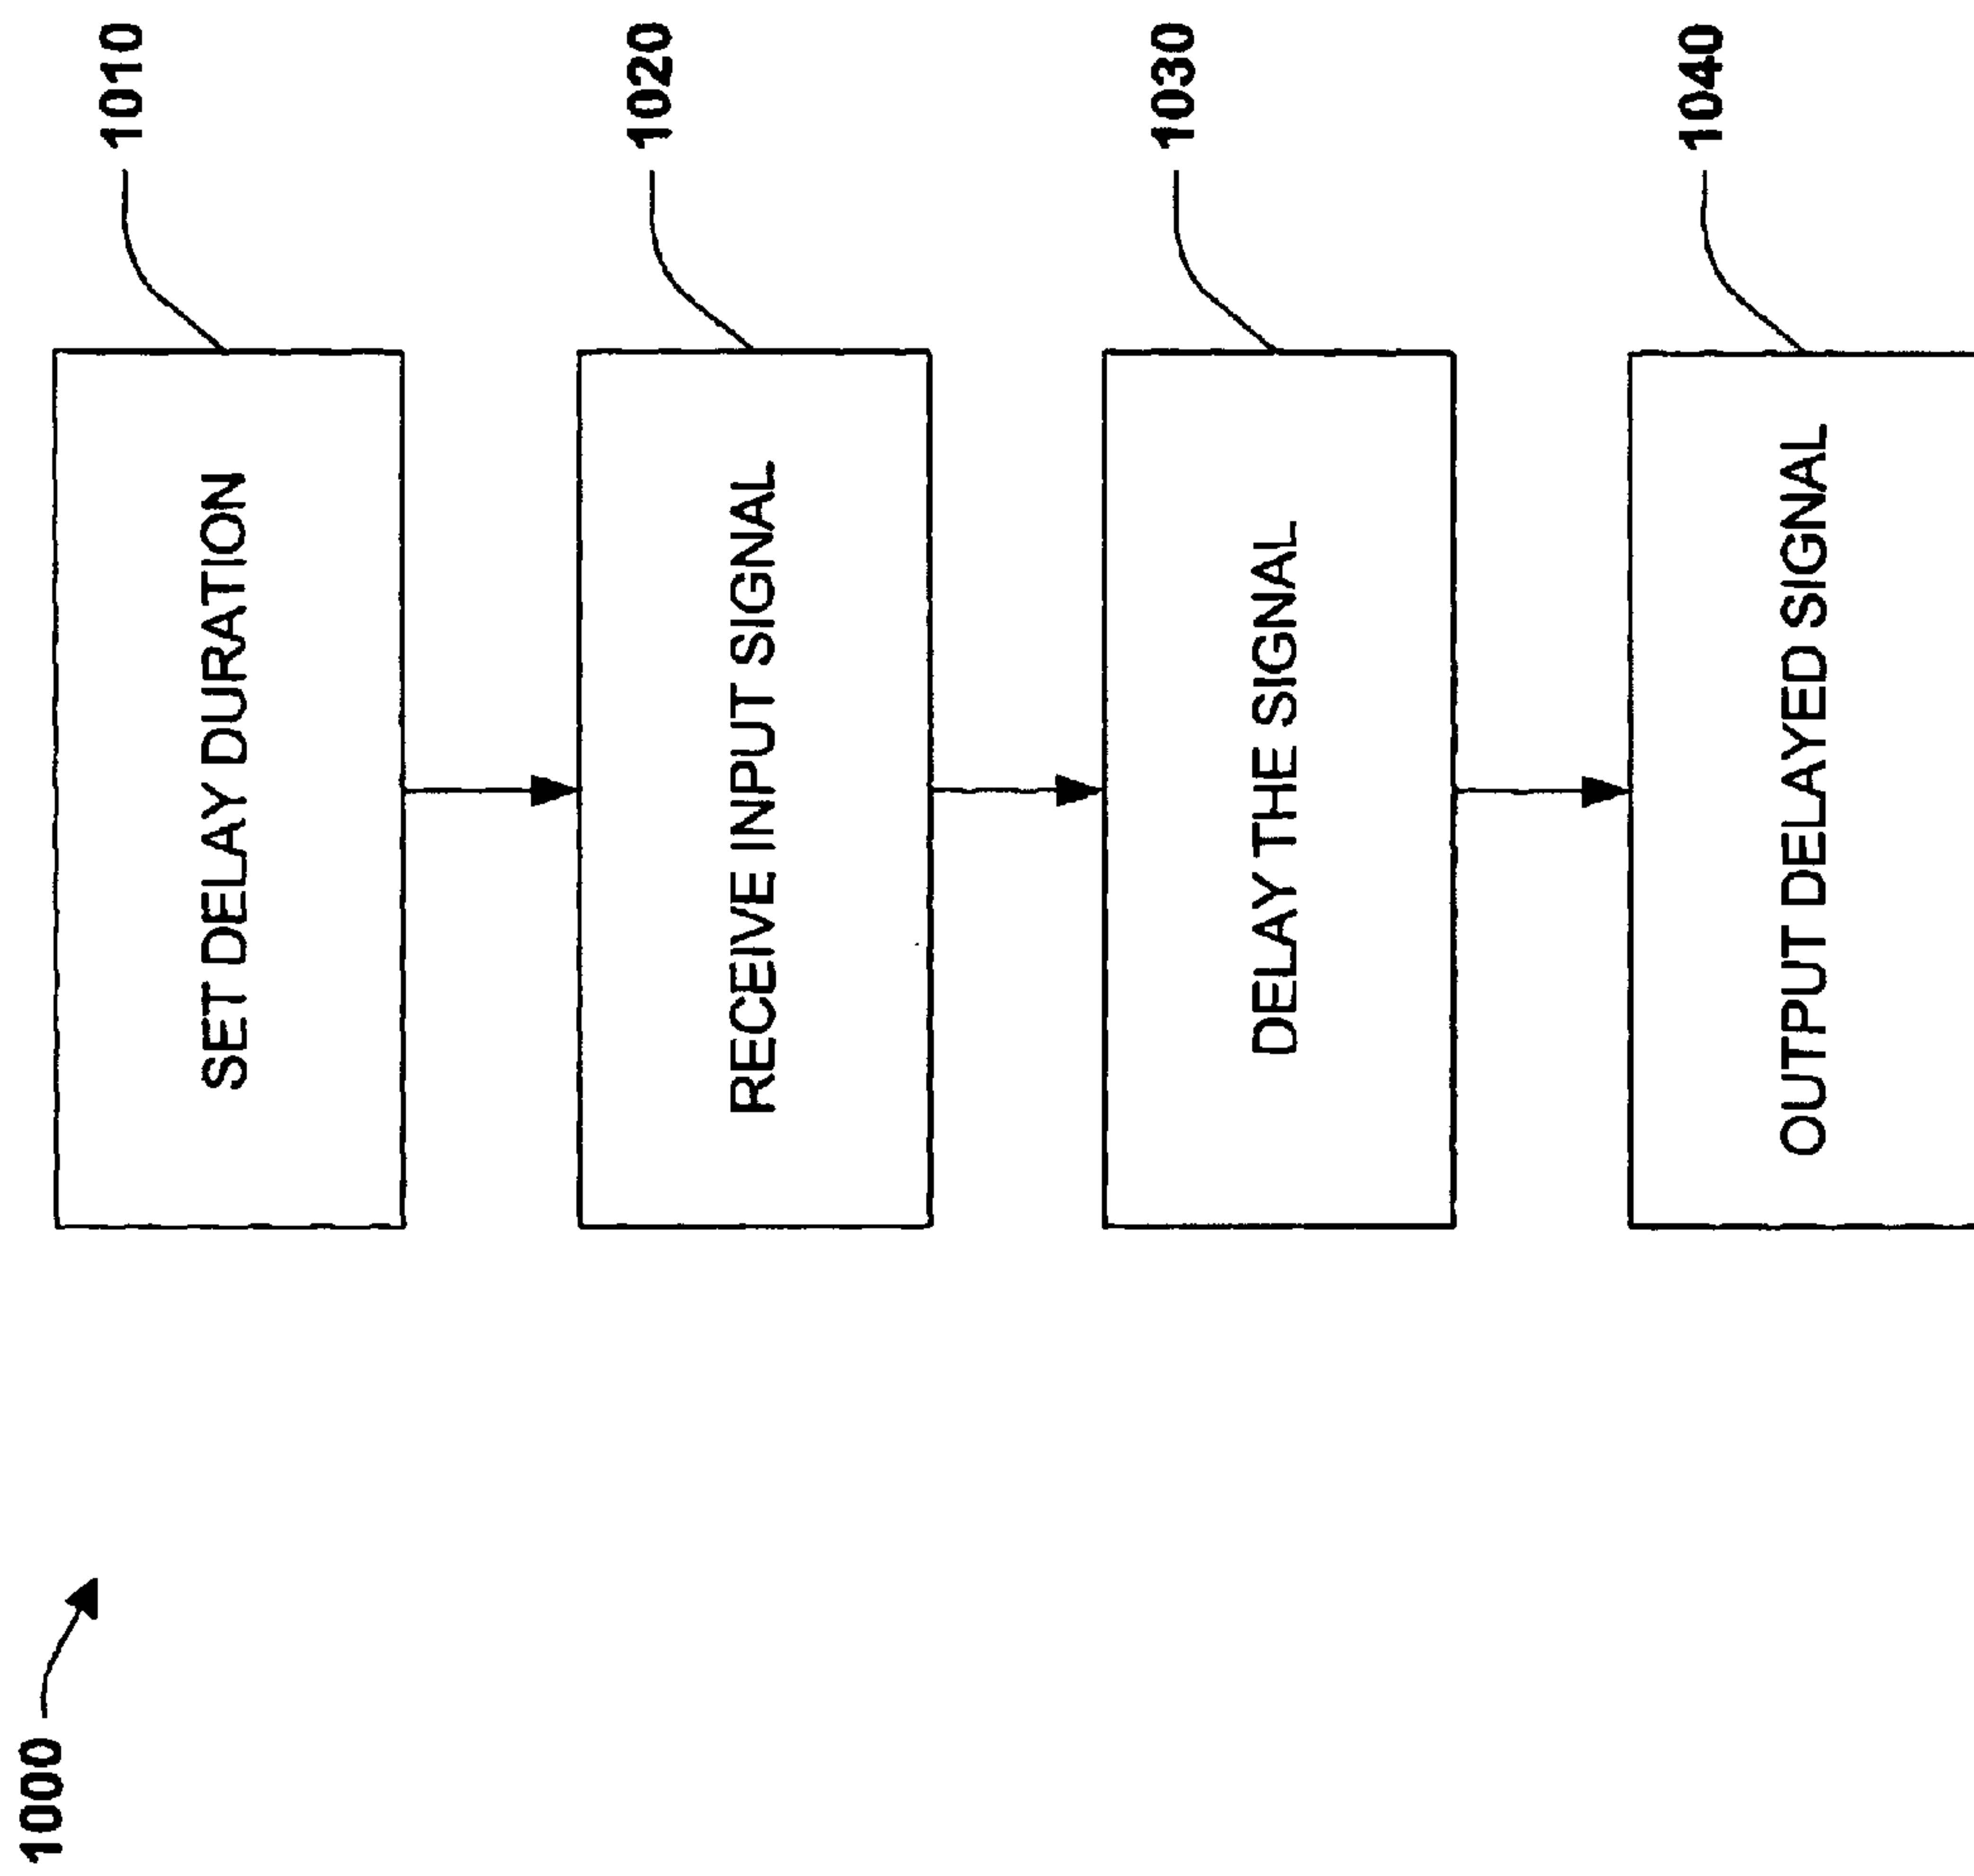 1000
SET DELAY DURATION
1010
RECEIVE INPUT SIGNAL
1020
DELAY THE SIGNAL
1030
OUTPUT DELAYED SIGNAL
1040